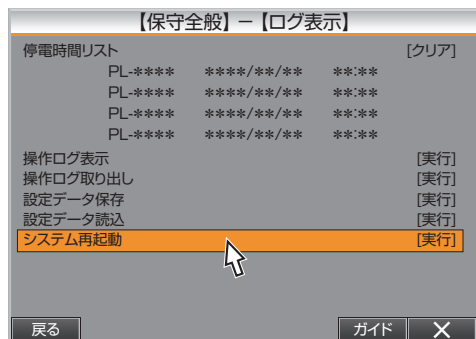 【保守全般】－【ログ表示】
停電時間リスト [クリア]
PL-**** ****/**/** **:**
PL-**** ****/**/** **:**
PL-**** ****/**/** **:**
PL-**** ****/**/** **:**
操作ログ表示 [実行]
操作ログ取り出し [実行]
設定データ保存 [実行]
設定データ読込 [実行]
システム再起動 [実行]
戻る ガイド ×